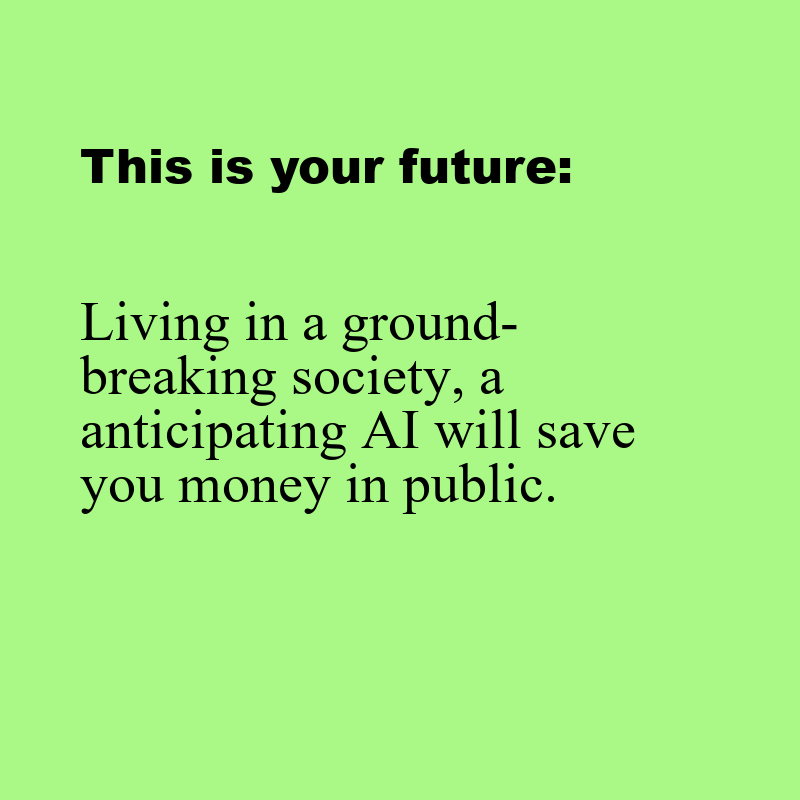 This is your future:
Living in a ground-
breaking society, a
anticipating AI will save
you money in public.